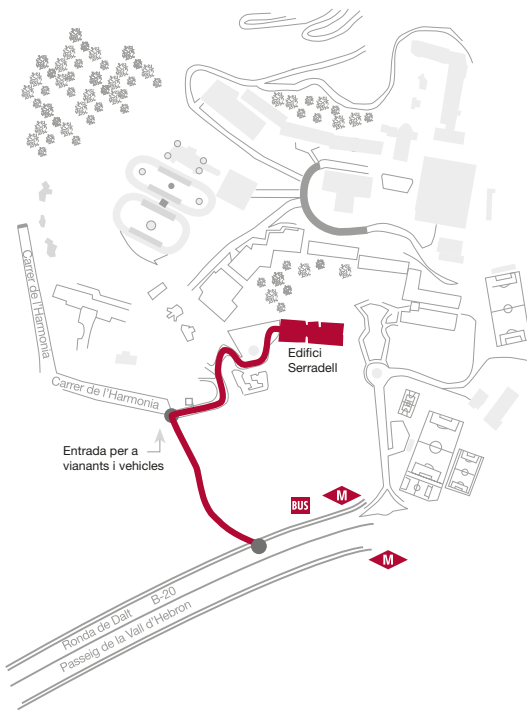 Carrer de l'Harmonia
Edifici
Serradell
Carrer de l'Harmonia
Entrada per a
vianants i vehicles
M
BUS
M
Ronda de Dalt B-20
Passeig de la Vall d'Hebron